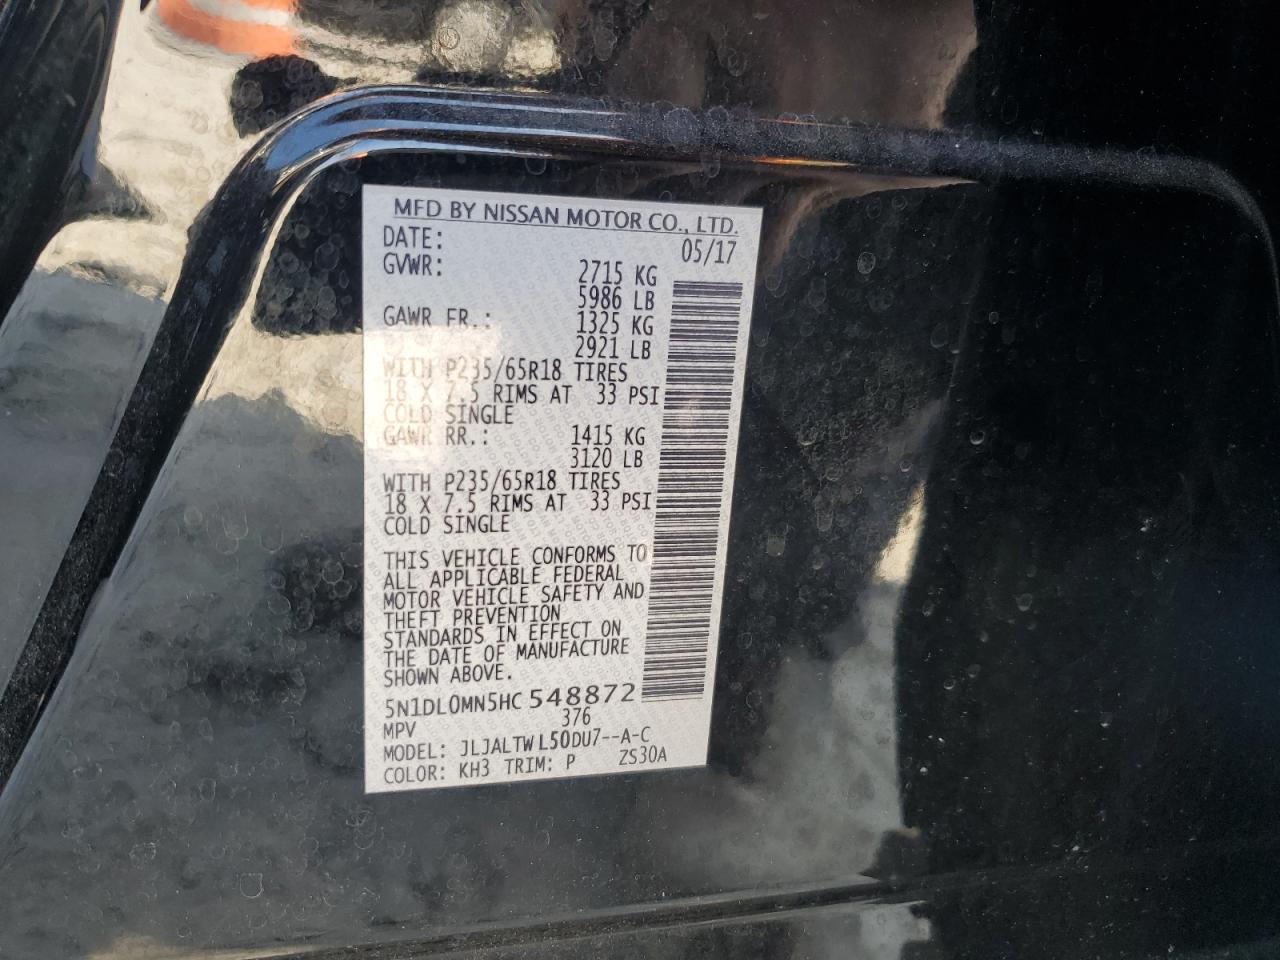 MFD BY NISSAN MOTOR CO., LTD.
DATE: 05/17
GVWR: 2715 KG
5986 LB
GAWR FR.: 1325 KG
2921 LB
WITH P235/65R18 TIRES
18 X 7.5 RIMS AT 33 PSI
COLD SINGLE
GAWR RR.: 1415 KG
3120 LB
WITH P235/65R18 TIRES
18 X 7.5 RIMS AT 33 PSI
COLD SINGLE
THIS VEHICLE CONFORMS TO
ALL APPLICABLE FEDERAL
MOTOR VEHICLE SAFETY AND
THEFT PREVENTION
STANDARDS IN EFFECT ON
THE DATE OF MANUFACTURE
SHOWN ABOVE.
5N1DL0MN5HC 548872
MPV 376
MODEL: JLJALTWL50DU7--A-C
COLOR: KH3 TRIM: P ZS30A